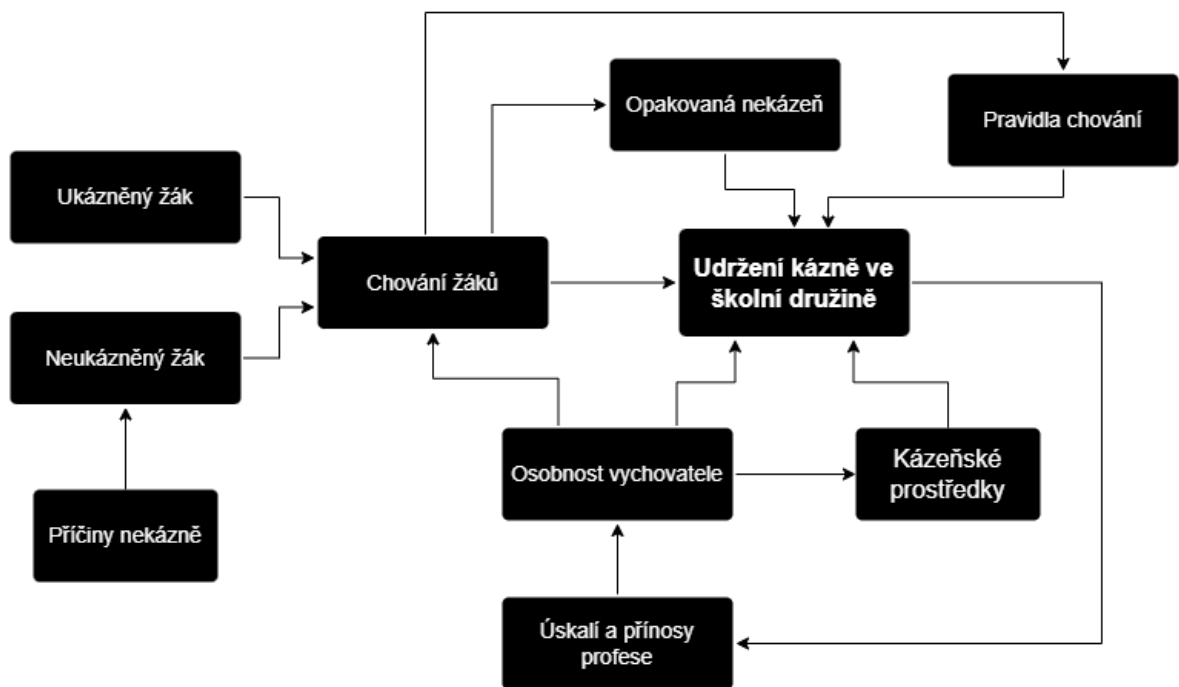 Opakovaná nekázeň
Pravidla chování
Ukázněný žák
Chování žáků
Udržení kázně ve
školní družině
Neukázněný žák
Osobnost vychovatele
Kázeňské
prostředky
Příčiny nekázně
Úskalí a přínosy
profese